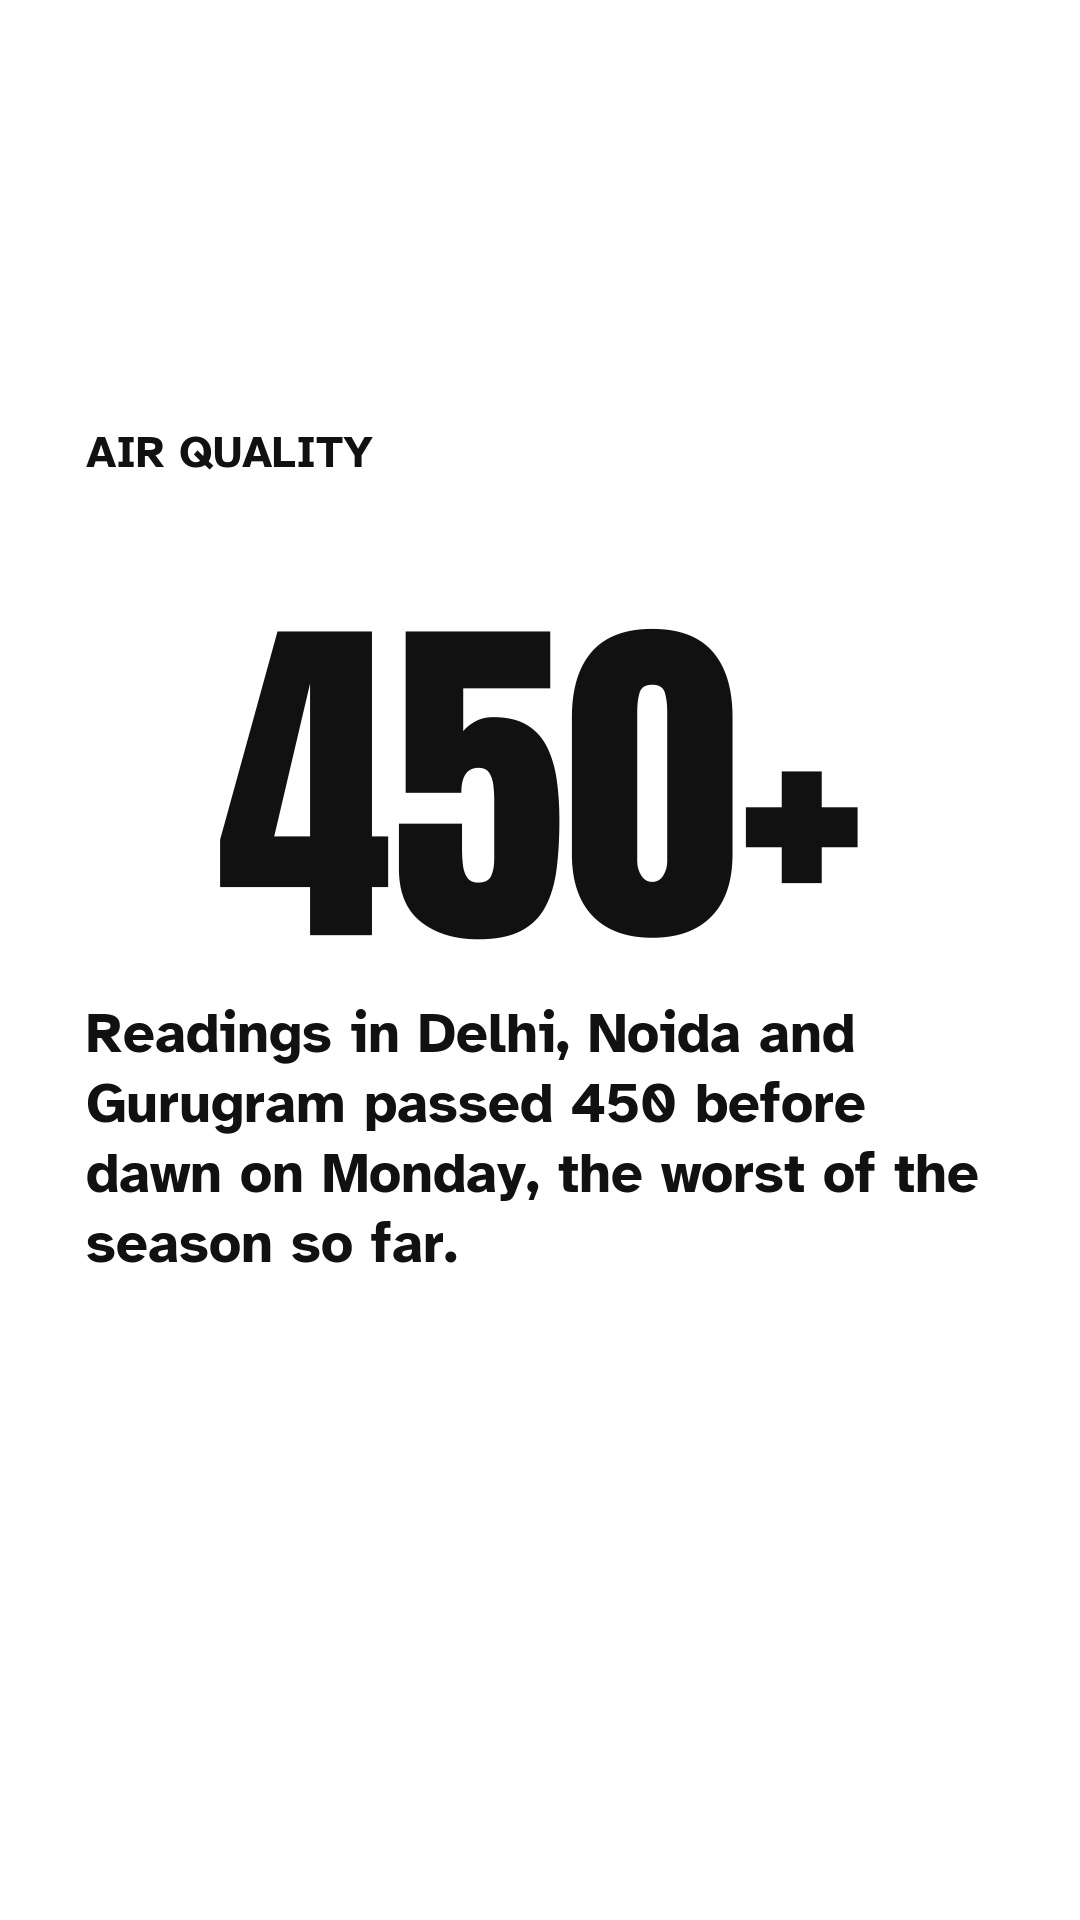 AIR QUALITY
450+
Readings in Delhi, Noida and
Gurugram passed 450 before
dawn on Monday, the worst of the
season so far.